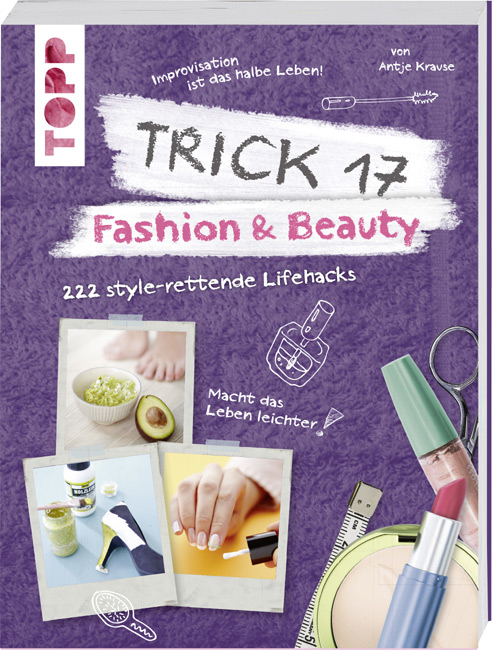 TOPP
Improvisation
ist das halbe Leben!
von
Antje Krause
TRICK 17
Fashion & Beauty
222 style-rettende Lifehacks
Macht das
Leben leichter!
HOLZLEIM